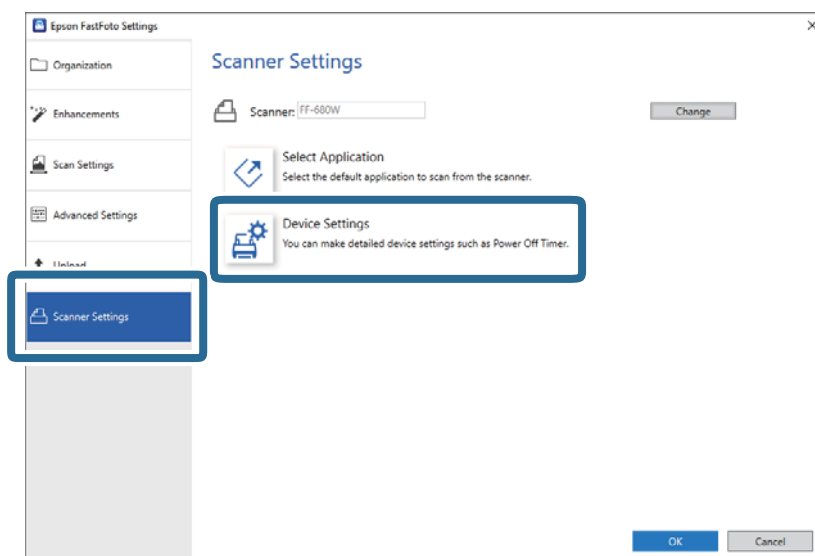 Epson FastFoto Settings
Organization
Enhancements
Scan Settings
Advanced Settings
Upload
Scanner Settings
Scanner Settings
Scanner: FF-680W
Change
Select Application
Select the default application to scan from the scanner.
Device Settings
You can make detailed device settings such as Power Off Timer.
OK
Cancel